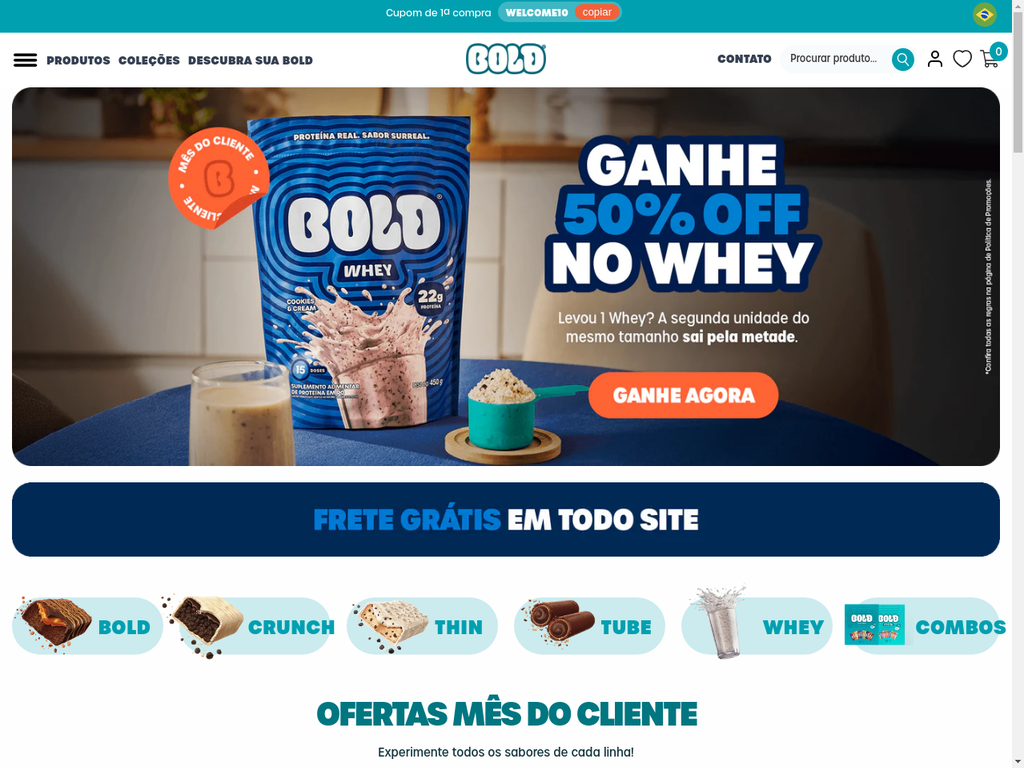 Cupom de 1ª compra WELCOME10 copiar
PRODUTOS COLEÇÕES DESCUBRA SUA BOLD
BOLD
CONTATO
Procurar produto...
0
MÊS DO CLIENTE
B
PROTEÍNA REAL. SABOR SURREAL.
BOLD
WHEY
COOKIES
& CREAM
22g
PROTEÍNA
15 DOSES
SUPLEMENTO ALIMENTAR
DE PROTEÍNA EM PÓ
450 g
GANHE
50% OFF
NO WHEY
Levou 1 Whey? A segunda unidade do
mesmo tamanho sai pela metade.
GANHE AGORA
*Confira todas as regras na página de Política de Promoções.
FRETE GRÁTIS EM TODO SITE
BOLD
CRUNCH
THIN
TUBE
WHEY
BOLD
BOLD
COMBOS
OFERTAS MÊS DO CLIENTE
Experimente todos os sabores de cada linha!